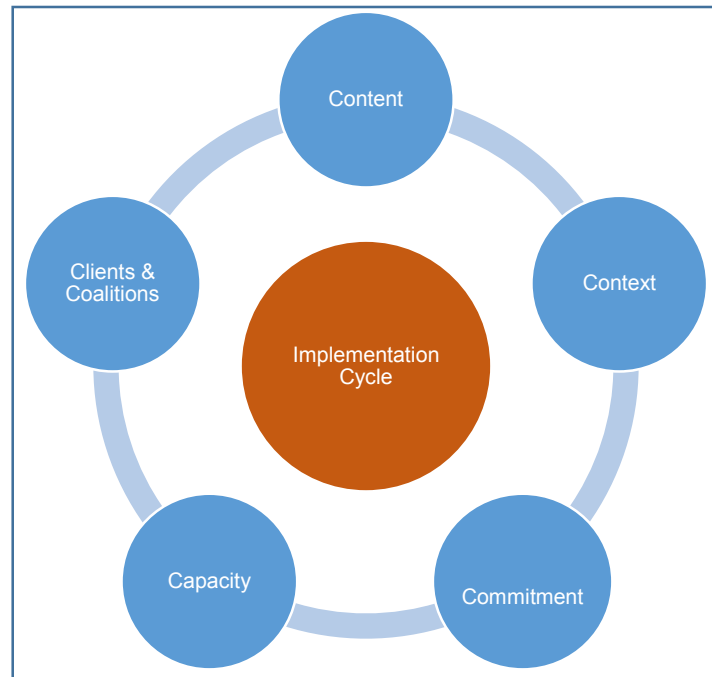 Content
Context
Commitment
Capacity
Clients &
Coalitions
Implementation
Cycle